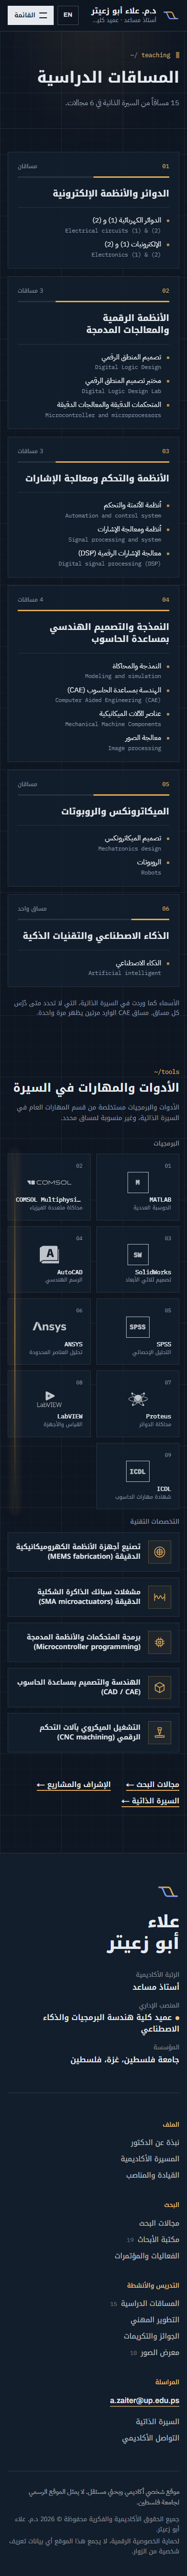 د.م. علاء أبو زعيتر
أستاذ مساعد · عميد كلية…
EN
القائمة
~/ teaching
المساقات الدراسية
15 مساقاً من السيرة الذاتية في 6 مجالات.
01
مساقان
الدوائر والأنظمة الإلكترونية
الدوائر الكهربائية (1) و (2)
Electrical circuits (1) & (2)
الإلكترونيات (1) و (2)
Electronics (1) & (2)
02
3 مساقات
الأنظمة الرقمية
والمعالجات المدمجة
تصميم المنطق الرقمي
Digital Logic Design
مختبر تصميم المنطق الرقمي
Digital Logic Design Lab
المتحكمات الدقيقة والمعالجات الدقيقة
Microcontrollers and microprocessors
03
3 مساقات
الأنظمة والتحكم ومعالجة الإشارات
أنظمة الأتمتة والتحكم
Automation and control system
أنظمة ومعالجة الإشارات
Signal processing and system
معالجة الإشارات الرقمية (DSP)
Digital signal processing (DSP)
04
4 مساقات
النمذجة والتصميم الهندسي
بمساعدة الحاسوب
النمذجة والمحاكاة
Modeling and simulation
الهندسة بمساعدة الحاسوب (CAE)
Computer Aided Engineering (CAE)
عناصر الآلات الميكانيكية
Mechanical Machine Components
معالجة الصور
Image processing
05
مساقان
الميكاترونكس والروبوتات
تصميم الميكاترونكس
Mechatronics design
الروبوتات
Robots
06
مساق واحد
الذكاء الاصطناعي والتقنيات الذكية
الذكاء الاصطناعي
Artificial intelligent
الأسماء كما وردت في السيرة الذاتية، التي لا تحدد متى دُرّس
كل مساق. مساق CAE الوارد مرتين يظهر مرة واحدة.
~/tools
الأدوات والمهارات في السيرة
الأدوات والبرمجيات مستخلصة من قسم المهارات العام في
السيرة الذاتية، وغير منسوبة لمساق محدد.
البرمجيات
01
M
MATLAB
الحوسبة العددية
02
COMSOL
COMSOL Multiphysi…
محاكاة متعددة الفيزياء
03
SW
SolidWorks
تصميم ثلاثي الأبعاد
04
A
AutoCAD
الرسم الهندسي
05
SPSS
SPSS
التحليل الإحصائي
06
Ansys
ANSYS
تحليل العناصر المحدودة
07
Proteus
محاكاة الدوائر
08
LabVIEW
LabVIEW
القياس والأجهزة
09
ICDL
ICDL
شهادة مهارات الحاسوب
التخصصات التقنية
تصنيع أجهزة الأنظمة الكهروميكانيكية
الدقيقة (MEMS fabrication)
مشغلات سبائك الذاكرة الشكلية
الدقيقة (SMA microactuators)
برمجة المتحكمات والأنظمة المدمجة
(Microcontroller programming)
الهندسة والتصميم بمساعدة الحاسوب
(CAD / CAE)
التشغيل الميكروي بآلات التحكم
الرقمي (CNC machining)
مجالات البحث ←
الإشراف والمشاريع ←
السيرة الذاتية ←
علاء
أبو زعيتر
الرتبة الأكاديمية
أستاذ مساعد
المنصب الإداري
عميد كلية هندسة البرمجيات والذكاء
الاصطناعي
المؤسسة
جامعة فلسطين، غزة، فلسطين
الملف
نبذة عن الدكتور
المسيرة الأكاديمية
القيادة والمناصب
البحث
مجالات البحث
مكتبة الأبحاث 19
الفعاليات والمؤتمرات
التدريس والأنشطة
المساقات الدراسية 15
التطوير المهني
الجوائز والتكريمات
معرض الصور 10
المراسلة
a.zaiter@up.edu.ps
السيرة الذاتية
التواصل الأكاديمي
موقع شخصي أكاديمي وبحثي مستقل. لا يمثل الموقع الرسمي
لجامعة فلسطين.
جميع الحقوق الأكاديمية والفكرية محفوظة © 2026 د.م. علاء
أبو زعيتر.
لحماية الخصوصية الرقمية، لا يجمع هذا الموقع أي بيانات تعريف
شخصية من الزوار.